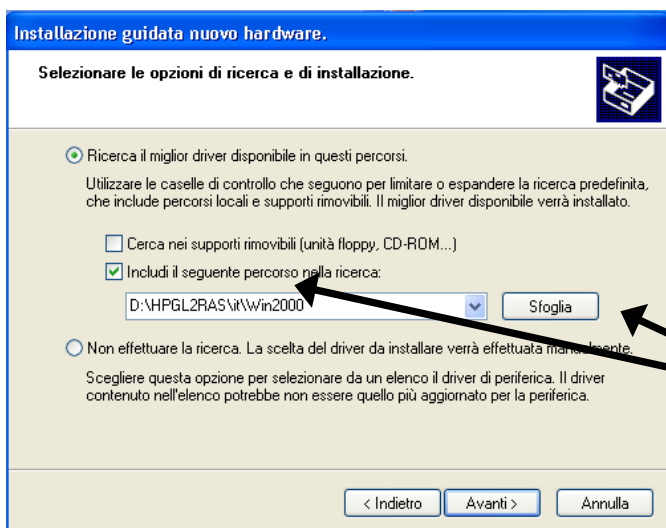 Installazione guidata nuovo hardware.
Selezionare le opzioni di ricerca e di installazione.
Ricerca il miglior driver disponibile in questi percorsi.
Utilizzare le caselle di controllo che seguono per limitare o espandere la ricerca predefinita,
che include percorsi locali e supporti rimovibili. Il miglior driver disponibile verrà installato.
Cerca nei supporti rimovibili (unità floppy, CD-ROM...)
Includi il seguente percorso nella ricerca:
D:\HPGL2RAS\it\Win2000
Sfoglia
Non effettuare la ricerca. La scelta del driver da installare verrà effettuata manualmente.
Scegliere questa opzione per selezionare da un elenco il driver di periferica. Il driver
contenuto nell'elenco potrebbe non essere quello più aggiornato per la periferica.
< Indietro
Avanti >
Annulla